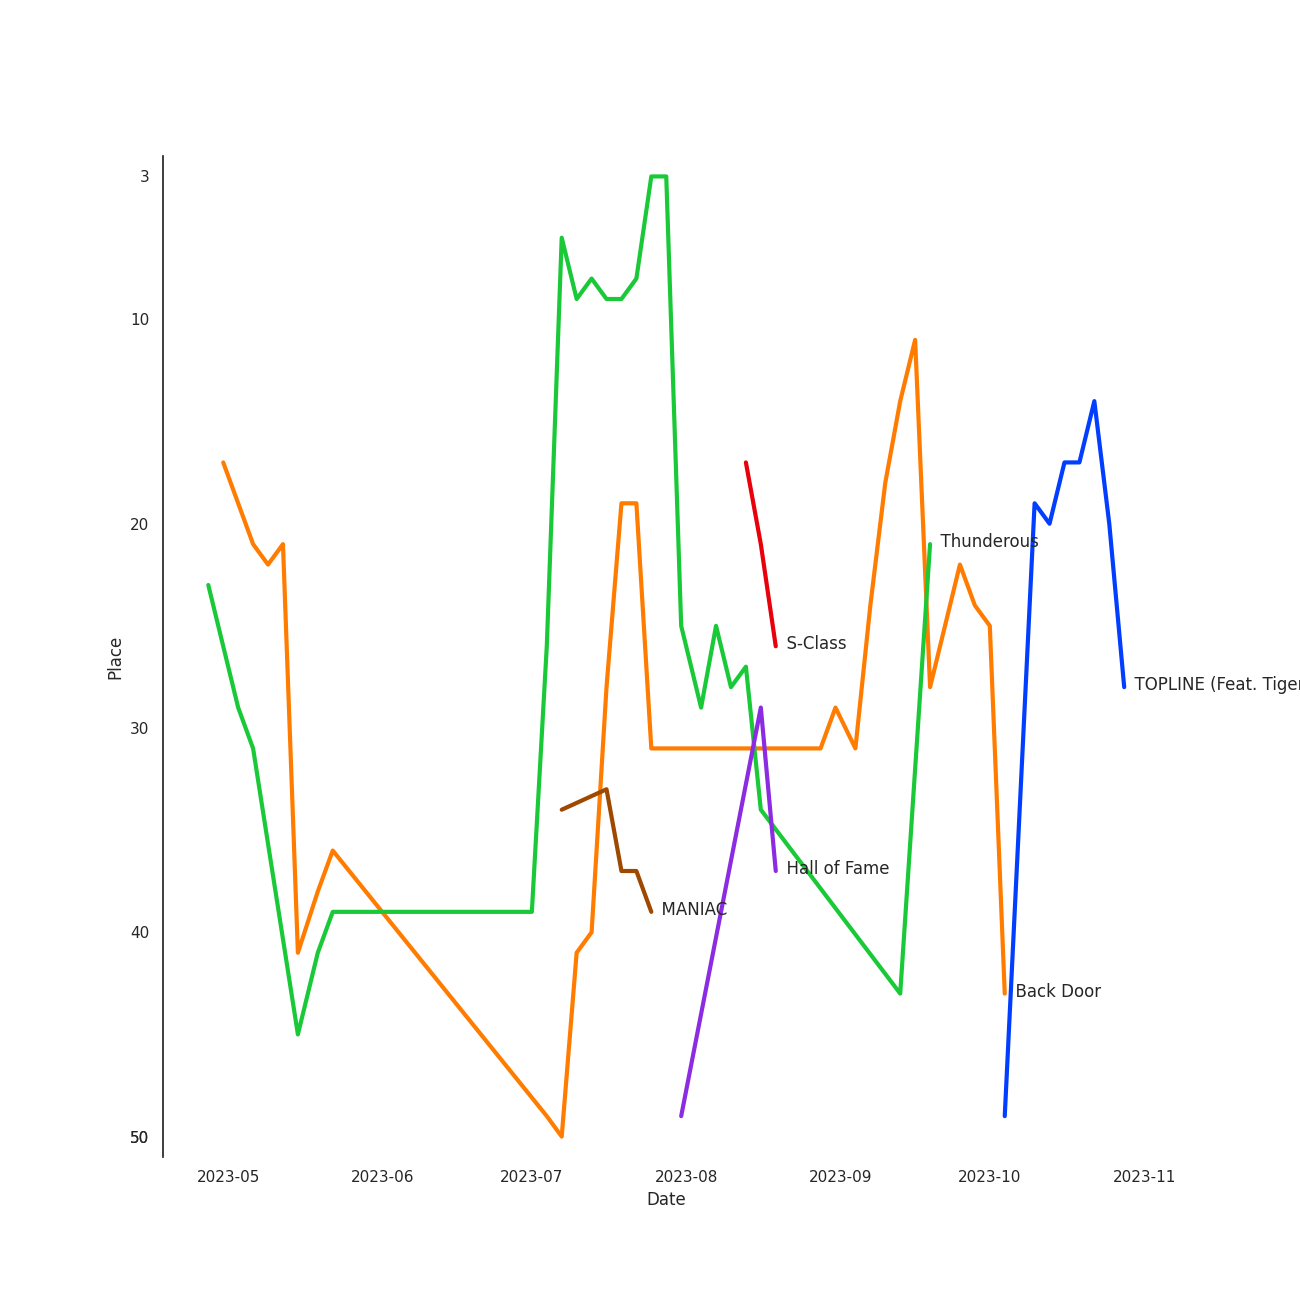 3
10
20
30
40
50
Place
Thunderous
S-Class
TOPLINE (Feat. Tiger
Hall of Fame
MANIAC
Back Door
2023-05
2023-06
2023-07
2023-08
2023-09
2023-10
2023-11
Date